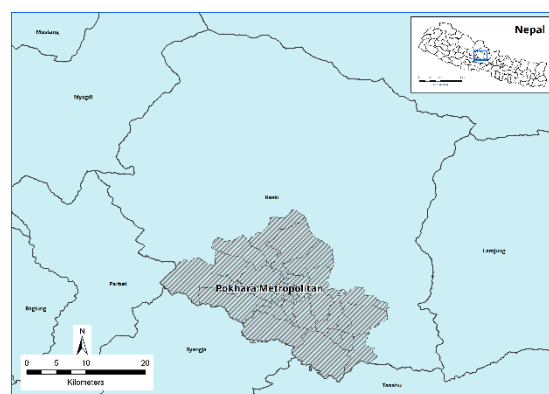 Nepal
Mustang
Myagdi
Kaski
Lamjung
Pokhara Metropolitan
Parbat
Baglung
Syangja
Tanahu
N
0 5 10 20
Kilometers